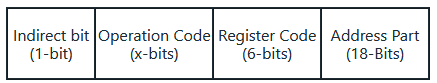 Indirect bit Operation Code Register Code Address Part
(1-bit) (x-bits) (6-bits) (18-Bits)